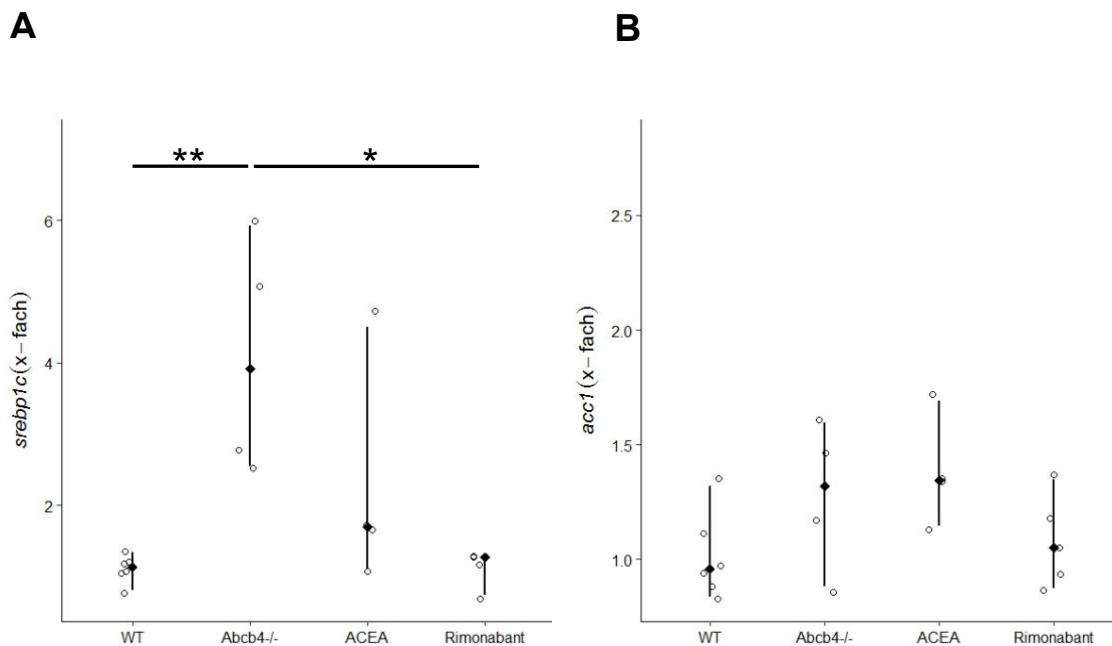 A
B
** *
6
4
2
srebp1c (x– fach)
WT Abcb4-/- ACEA Rimonabant
2.5
2.0
1.5
1.0
acc1 (x– fach)
WT Abcb4-/- ACEA Rimonabant